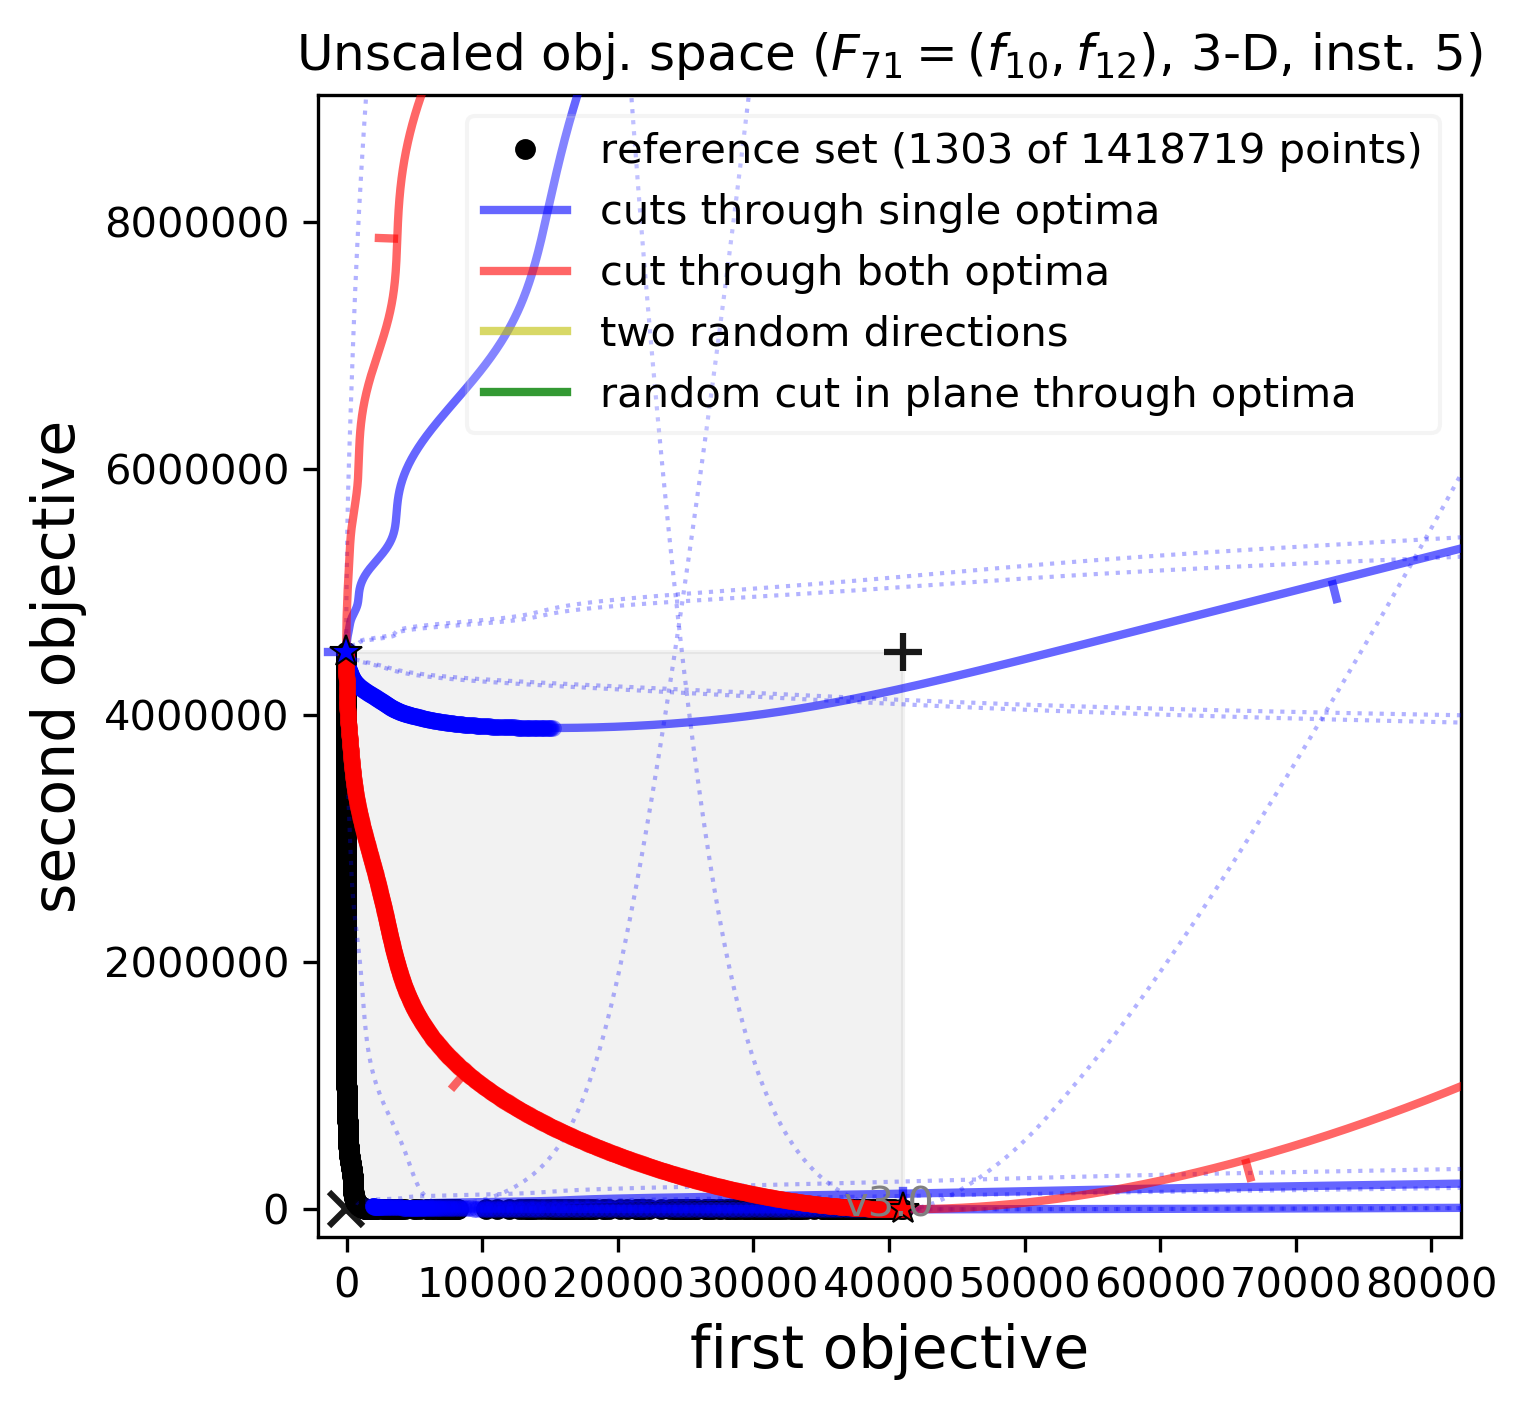 Unscaled obj. space (F71 = (f10, f12), 3-D, inst. 5)
reference set (1303 of 1418719 points)
cuts through single optima
cut through both optima
two random directions
random cut in plane through optima
8000000
6000000
4000000
2000000
0
second objective
v3.0
0 10000 20000 30000 40000 50000 60000 70000 80000
first objective